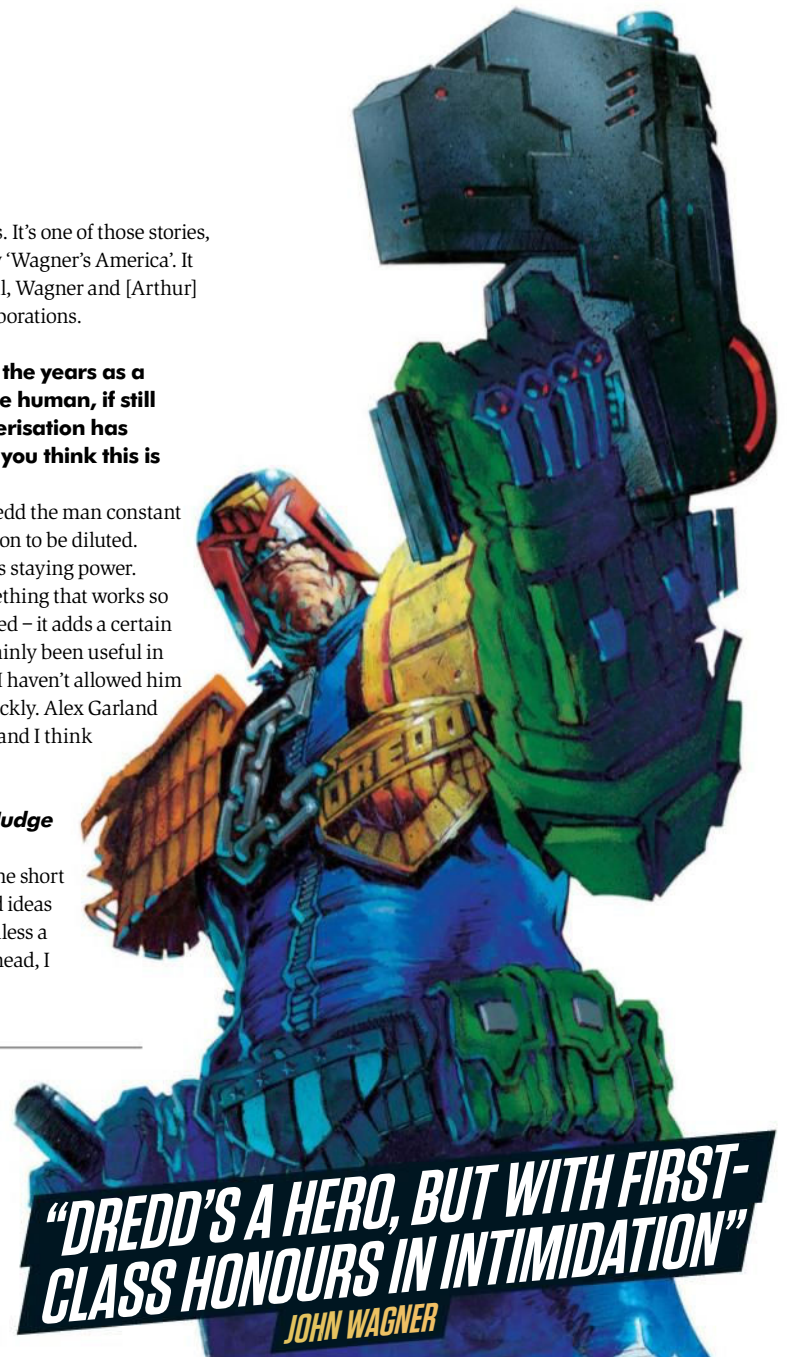 s. It’s one of those stories,
‘Wagner’s America’. It
l, Wagner and [Arthur]
borations.
the years as a
e human, if still
erisation has
you think this is
edd the man constant
on to be diluted.
s staying power.
ething that works so
ed – it adds a certain
ainly been useful in
I haven’t allowed him
ckly. Alex Garland
and I think
Judge
ne short
d ideas
less a
head, I
DREDD
“DREDD’S A HERO, BUT WITH FIRST-
CLASS HONOURS IN INTIMIDATION”
JOHN WAGNER